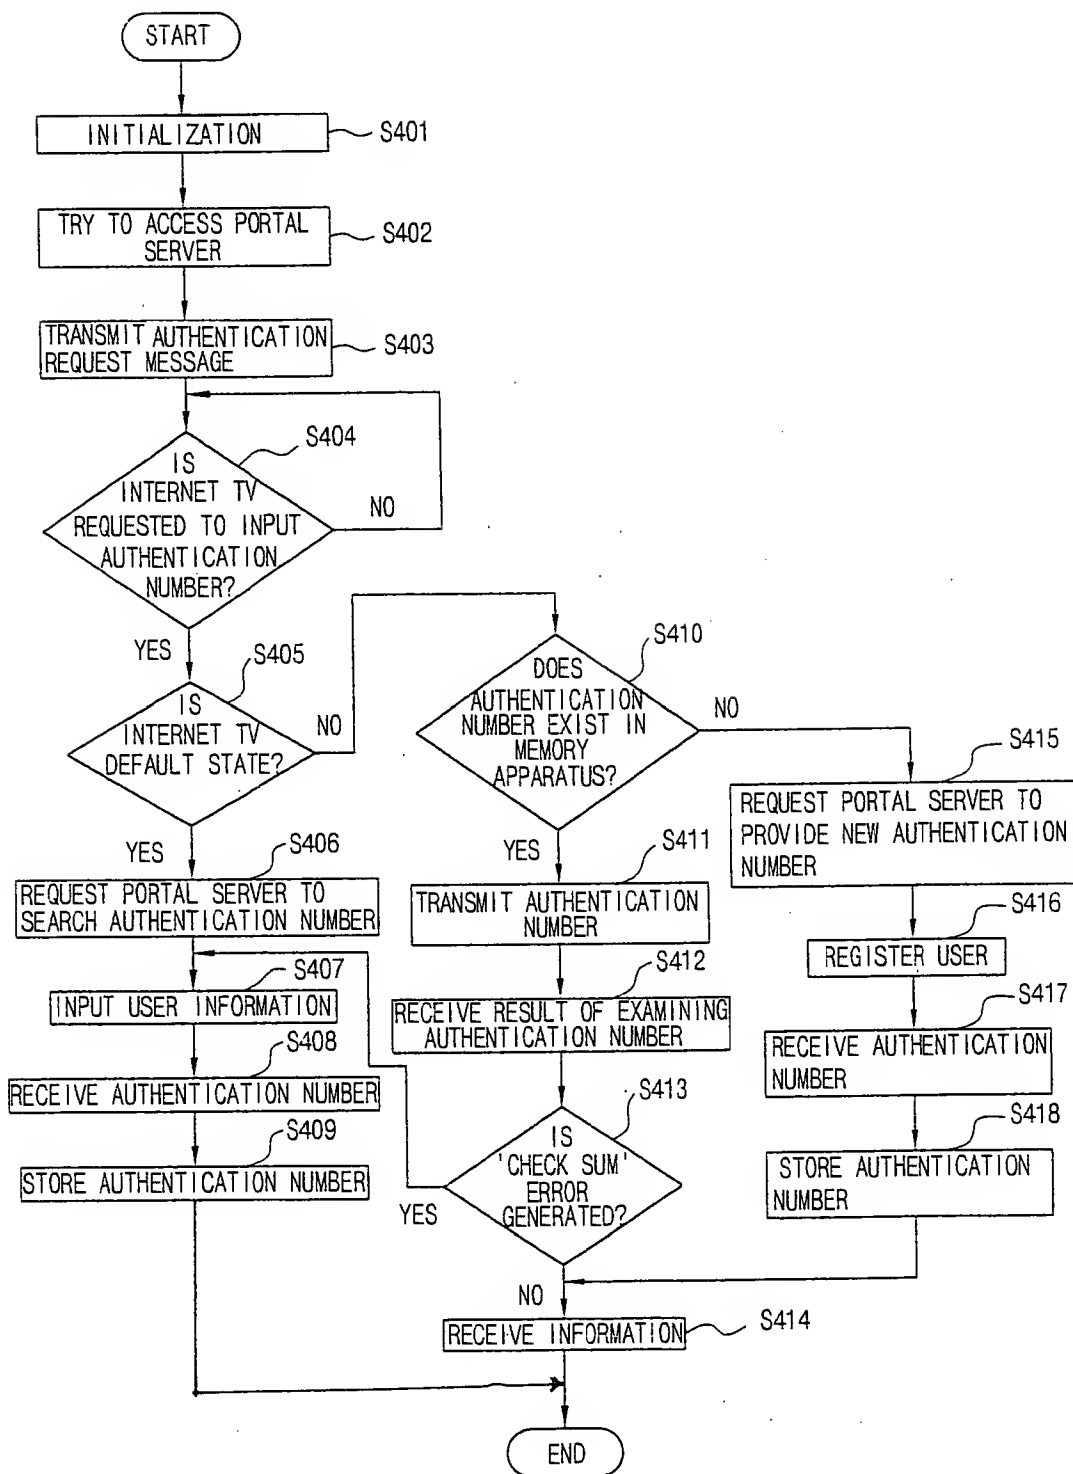 START
INITIALIZATION
S401
TRY TO ACCESS PORTAL
SERVER
S402
TRANSMIT AUTHENTICATION
REQUEST MESSAGE
S403
IS
INTERNET TV
REQUESTED TO INPUT
AUTHENTICATION
NUMBER?
S404
NO
YES
IS
INTERNET TV
DEFAULT STATE?
S405
NO
YES
REQUEST PORTAL SERVER TO
SEARCH AUTHENTICATION NUMBER
S406
INPUT USER INFORMATION
S407
RECEIVE AUTHENTICATION NUMBER
S408
STORE AUTHENTICATION NUMBER
S409
DOES
AUTHENTICATION
NUMBER EXIST IN
MEMORY
APPARATUS?
S410
NO
YES
TRANSMIT AUTHENTICATION
NUMBER
S411
RECEIVE RESULT OF EXAMINING
AUTHENTICATION NUMBER
S412
IS
'CHECK SUM'
ERROR
GENERATED?
S413
YES
NO
RECEIVE INFORMATION
S414
REQUEST PORTAL SERVER TO
PROVIDE NEW AUTHENTICATION
NUMBER
S415
REGISTER USER
S416
RECEIVE AUTHENTICATION
NUMBER
S417
STORE AUTHENTICATION
NUMBER
S418
END